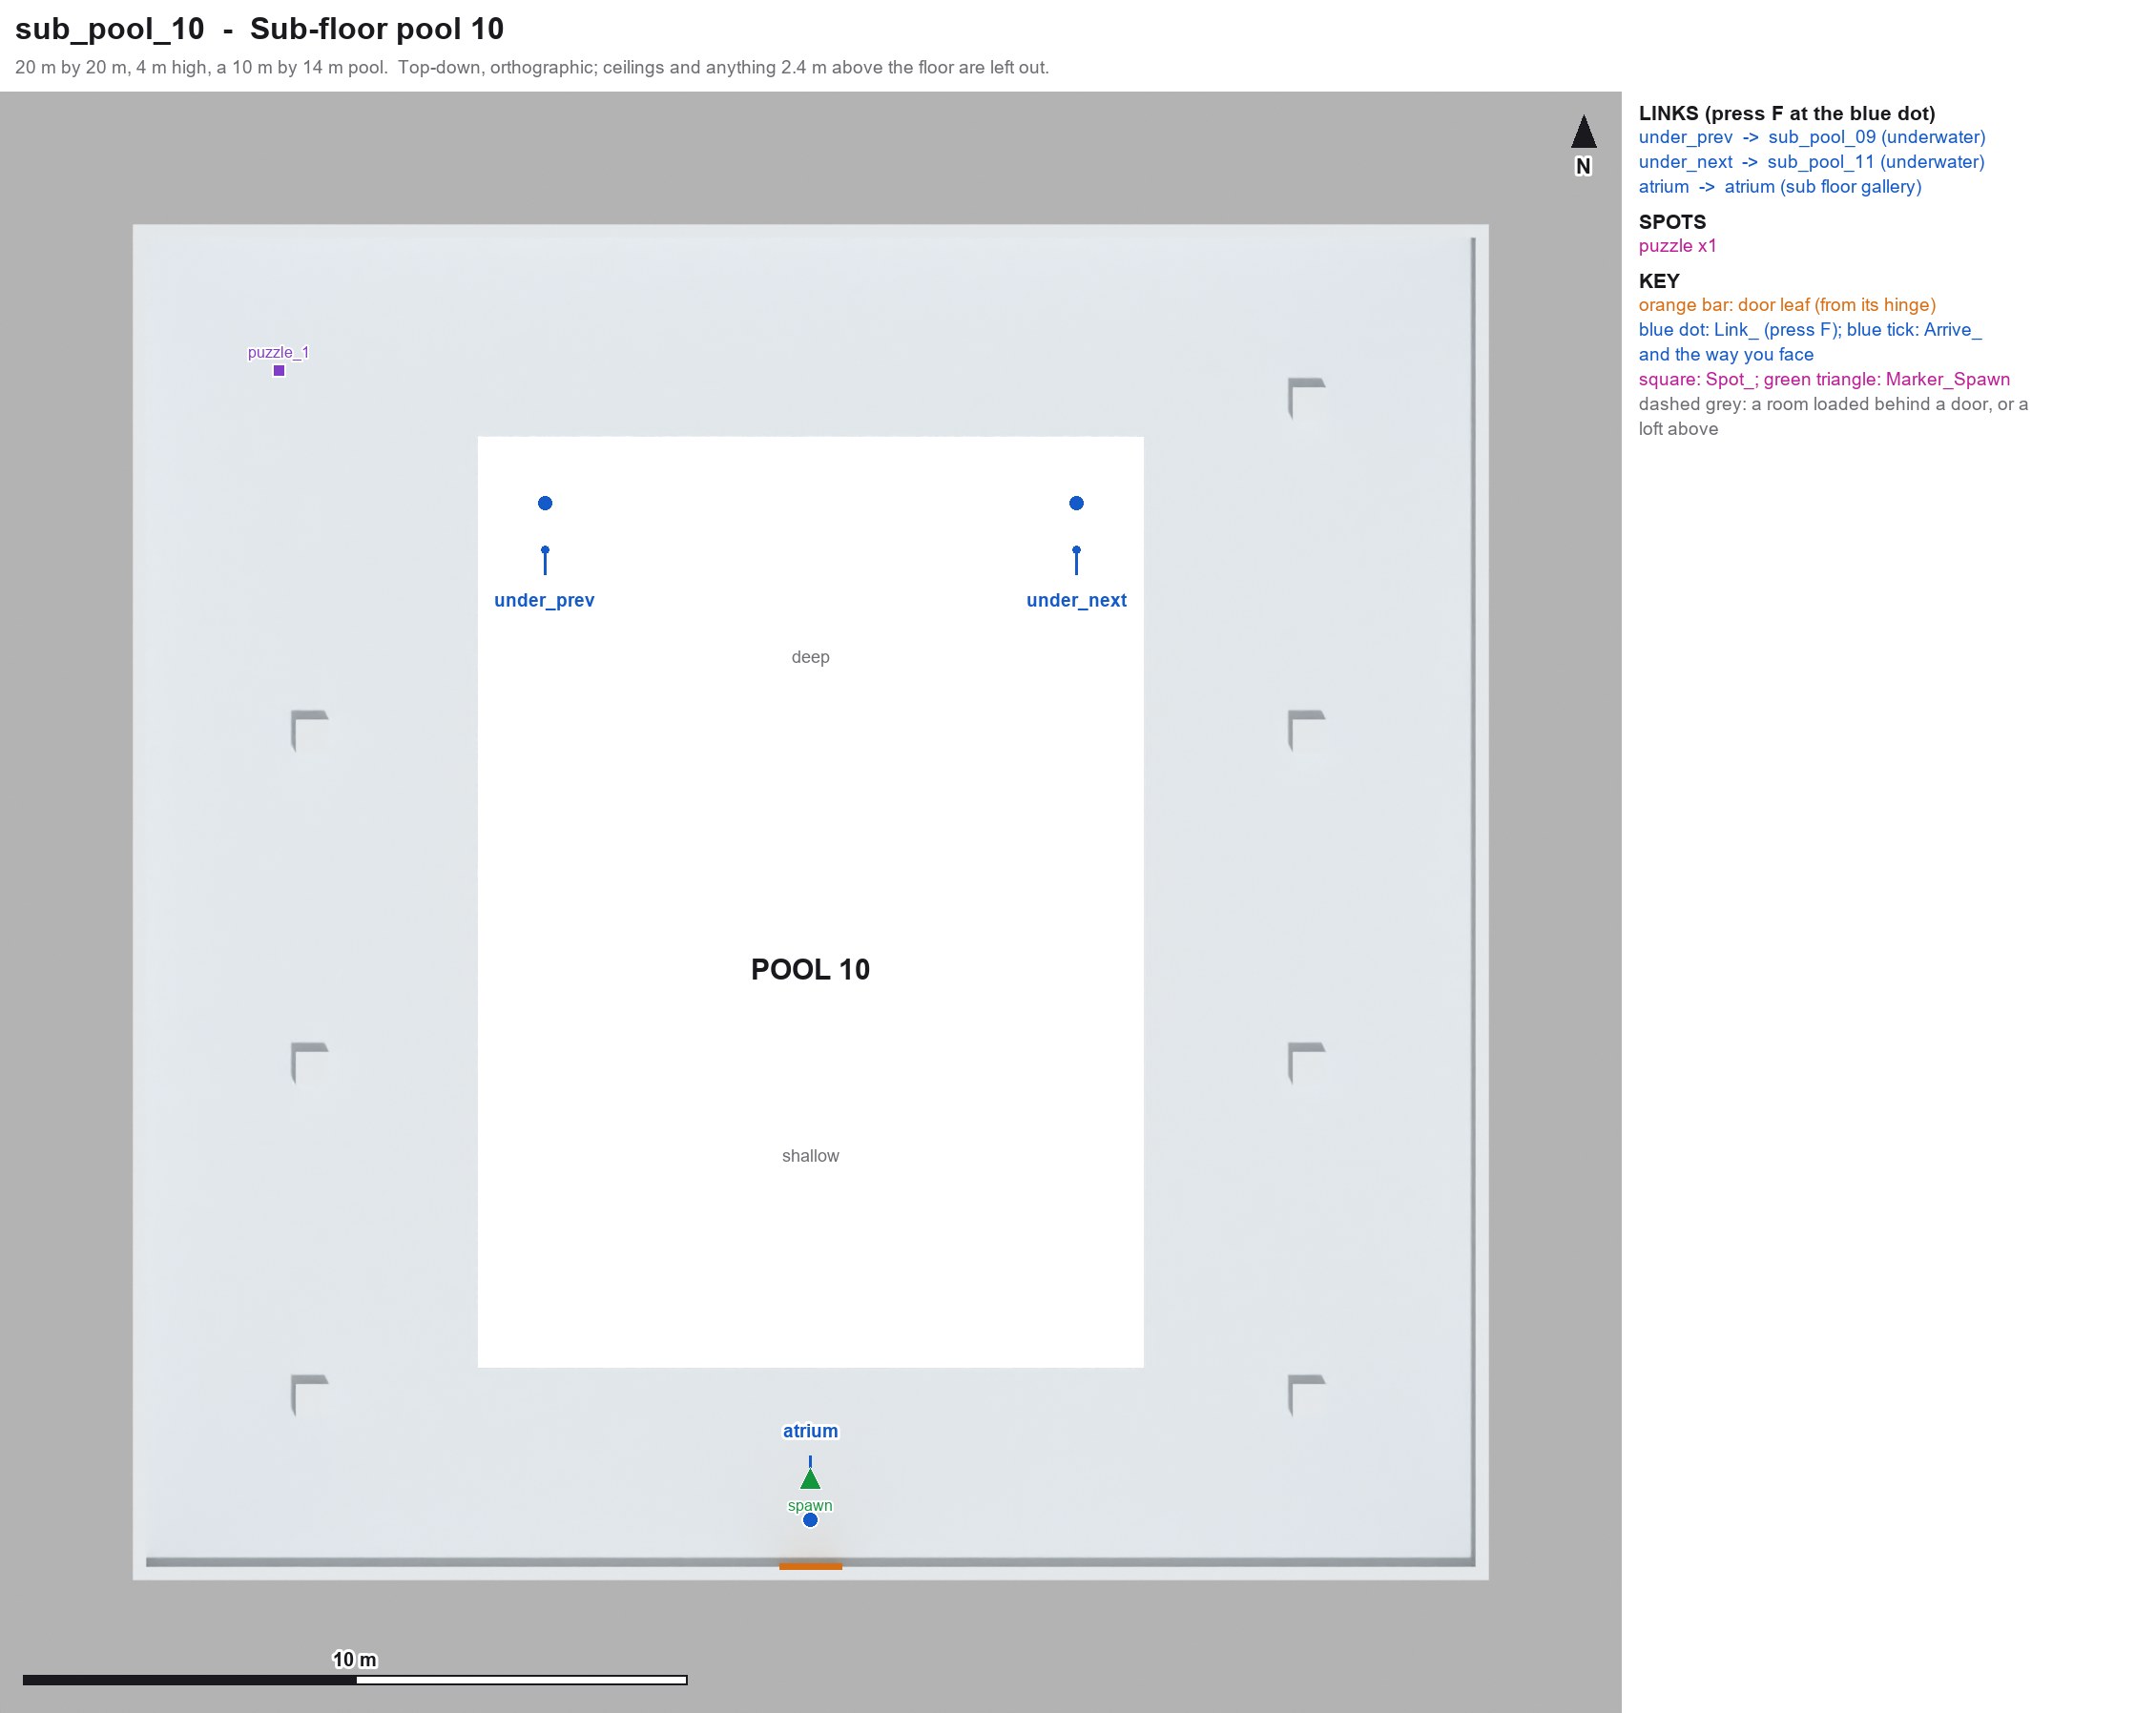 sub_pool_10  -  Sub-floor pool 10
20 m by 20 m, 4 m high, a 10 m by 14 m pool.  Top-down, orthographic; ceilings and anything 2.4 m above the floor are left out.
N
LINKS (press F at the blue dot)
under_prev  ->  sub_pool_09 (underwater)
under_next  ->  sub_pool_11 (underwater)
atrium  ->  atrium (sub floor gallery)
SPOTS
puzzle x1
KEY
orange bar: door leaf (from its hinge)
blue dot: Link_ (press F); blue tick: Arrive_
and the way you face
square: Spot_; green triangle: Marker_Spawn
dashed grey: a room loaded behind a door, or a
loft above
puzzle_1
under_prev
under_next
deep
POOL 10
shallow
atrium
spawn
10 m